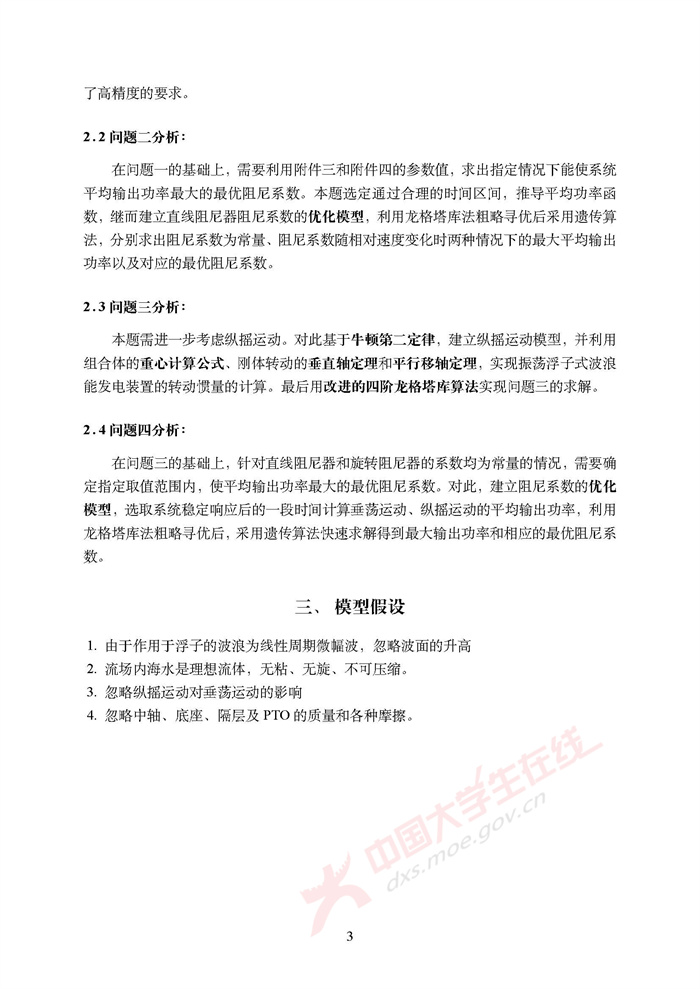 了高精度的要求。
2.2 问题二分析：
在问题一的基础上，需要利用附件三和附件四的参数值，求出指定情况下能使系统
平均输出功率最大的最优阻尼系数。本题选定通过合理的时间区间，推导平均功率函
数，继而建立直线阻尼器阻尼系数的优化模型，利用龙格塔库法粗略寻优后采用遗传算
法，分别求出阻尼系数为常量、阻尼系数随相对速度变化时两种情况下的最大平均输出
功率以及对应的最优阻尼系数。
2.3 问题三分析：
本题需进一步考虑纵摇运动。对此基于牛顿第二定律，建立纵摇运动模型，并利用
组合体的重心计算公式、刚体转动的垂直轴定理和平行移轴定理，实现振荡浮子式波浪
能发电装置的转动惯量的计算。最后用改进的四阶龙格塔库算法实现问题三的求解。
2.4 问题四分析：
在问题三的基础上，针对直线阻尼器和旋转阻尼器的系数均为常量的情况，需要确
定指定取值范围内，使平均输出功率最大的最优阻尼系数。对此，建立阻尼系数的优化
模型，选取系统稳定响应后的一段时间计算垂荡运动、纵摇运动的平均输出功率，利用
龙格塔库法粗略寻优后，采用遗传算法快速求解得到最大输出功率和相应的最优阻尼系
数。
三、 模型假设
1. 由于作用于浮子的波浪为线性周期微幅波，忽略波面的升高
2. 流场内海水是理想流体，无粘、无旋、不可压缩。
3. 忽略纵摇运动对垂荡运动的影响
4. 忽略中轴、底座、隔层及 PTO 的质量和各种摩擦。
中国大学生在线
dxs.moe.gov.cn
3